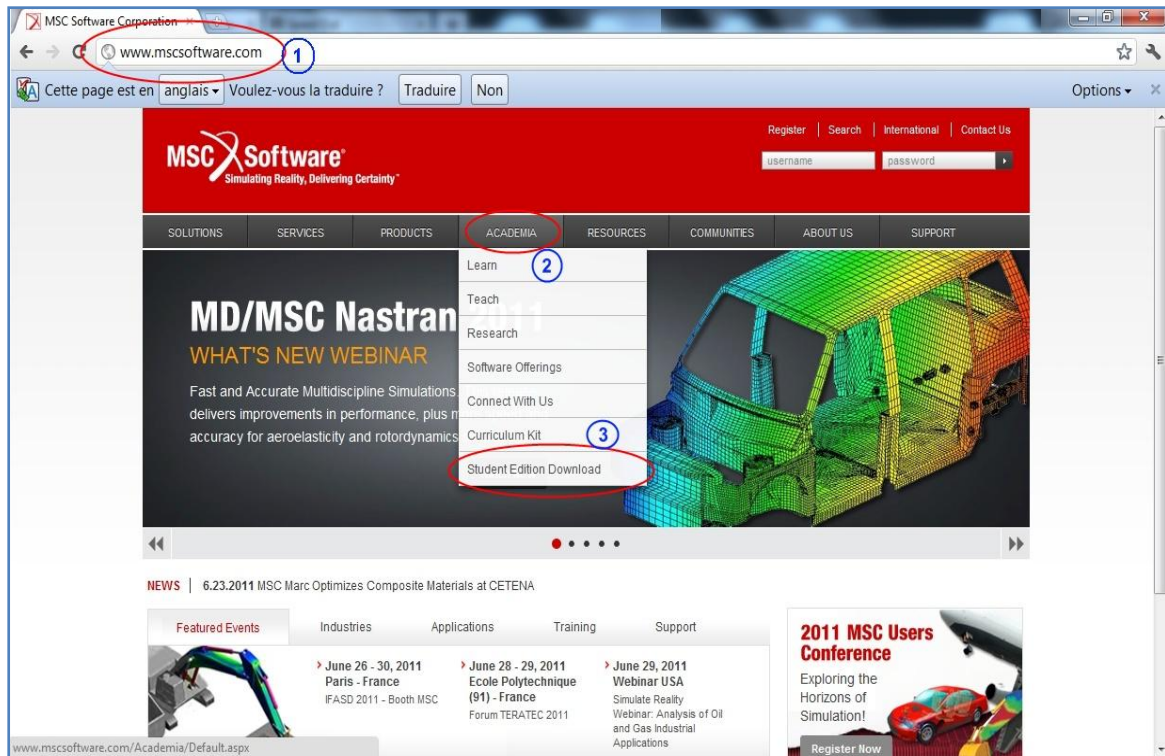 MSC Software Corporation
www.mscsoftware.com
1
Cette page est en anglais Voulez-vous la traduire ? Traduire Non Options
Register | Search | International | Contact Us
MSC Software
Simulating Reality, Delivering Certainty™
username password
SOLUTIONS SERVICES PRODUCTS ACADEMIA RESOURCES COMMUNITIES ABOUT US SUPPORT
Learn
2
Teach
Research
Software Offerings
Connect With Us
Curriculum Kit
3
Student Edition Download
MD/MSC Nastran 2011
WHAT'S NEW WEBINAR
Fast and Accurate Multidiscipline Simulations
delivers improvements in performance, plus
accuracy for aeroelasticity and rotordynamics
NEWS | 6.23.2011 MSC Marc Optimizes Composite Materials at CETENA
Featured Events Industries Applications Training Support
June 26 - 30, 2011
Paris - France
IFASD 2011 - Booth MSC
June 28 - 29, 2011
Ecole Polytechnique
(91) - France
Forum TERATEC 2011
June 29, 2011
Webinar USA
Simulate Reality
Webinar: Analysis of Oil
and Gas Industrial
Applications
2011 MSC Users
Conference
Exploring the
Horizons of
Simulation!
Register Now
www.mscsoftware.com/Academia/Default.aspx